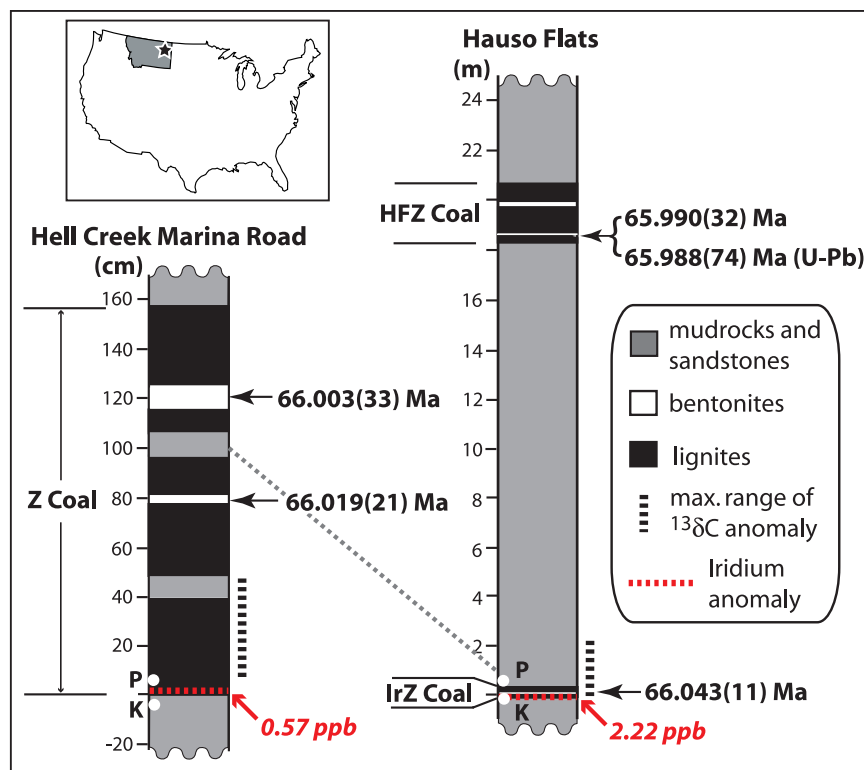 Hauso Flats
(m)
24
22
HFZ Coal
65.990(32) Ma
65.988(74) Ma (U-Pb)
16
14
12
10
8
6
4
2
P
IrZ Coal
K
66.043(11) Ma
2.22 ppb
Hell Creek Marina Road
(cm)
160
140
120
100
80
60
40
20
-20
Z Coal
66.003(33) Ma
66.019(21) Ma
P
0
K
0.57 ppb
mudrocks and
sandstones
bentonites
lignites
max. range of
¹³δC anomaly
Iridium
anomaly